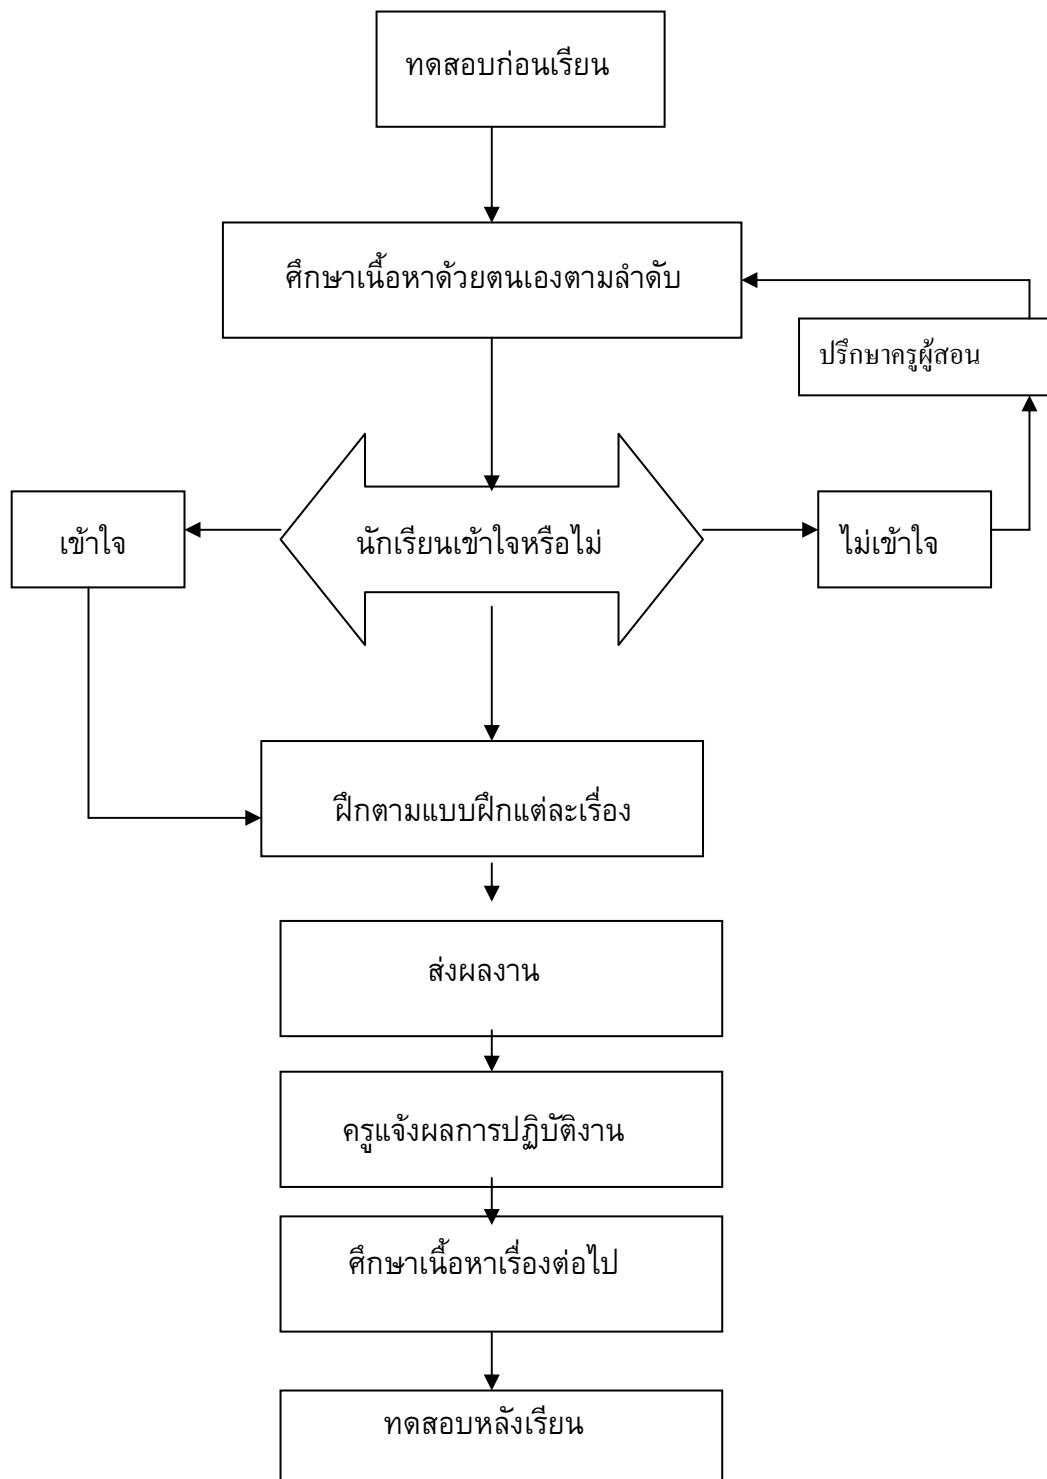 ทดสอบก่อนเรียน
ศึกษาเนื้อหาด้วยตนเองตามลำดับ
ปรึกษาครูผู้สอน
เข้าใจ
นักเรียนเข้าใจหรือไม่
ไม่เข้าใจ
ฝึกตามแบบฝึกแต่ละเรื่อง
ส่งผลงาน
ครูแจ้งผลการปฏิบัติงาน
ศึกษาเนื้อหาเรื่องต่อไป
ทดสอบหลังเรียน